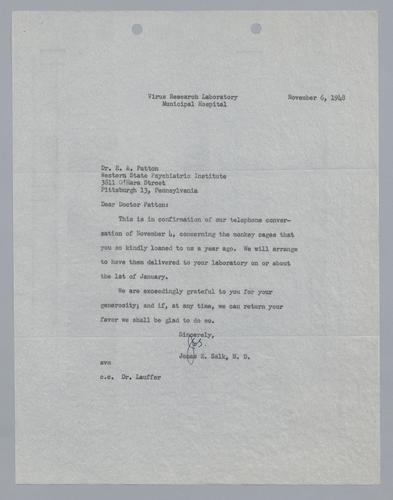 Virus Research Laboratory
Municipal Hospital
November 6, 1948
Dr. R. A. Patton
Western State Psychiatric Institute
3811 O'Hara Street
Pittsburgh 13, Pennsylvania
Dear Doctor Patton:
This is in confirmation of our telephone conver-
sation of November 4, concerning the monkey cages that
you so kindly loaned to us a year ago. We will arrange
to have them delivered to your laboratory on or about
the 1st of January.
We are exceedingly grateful to you for your
generosity; and if, at any time, we can return your
favor we shall be glad to do so.
Sincerely,
Jonas E. Salk, M. D.
c.c. Dr. Lauffer